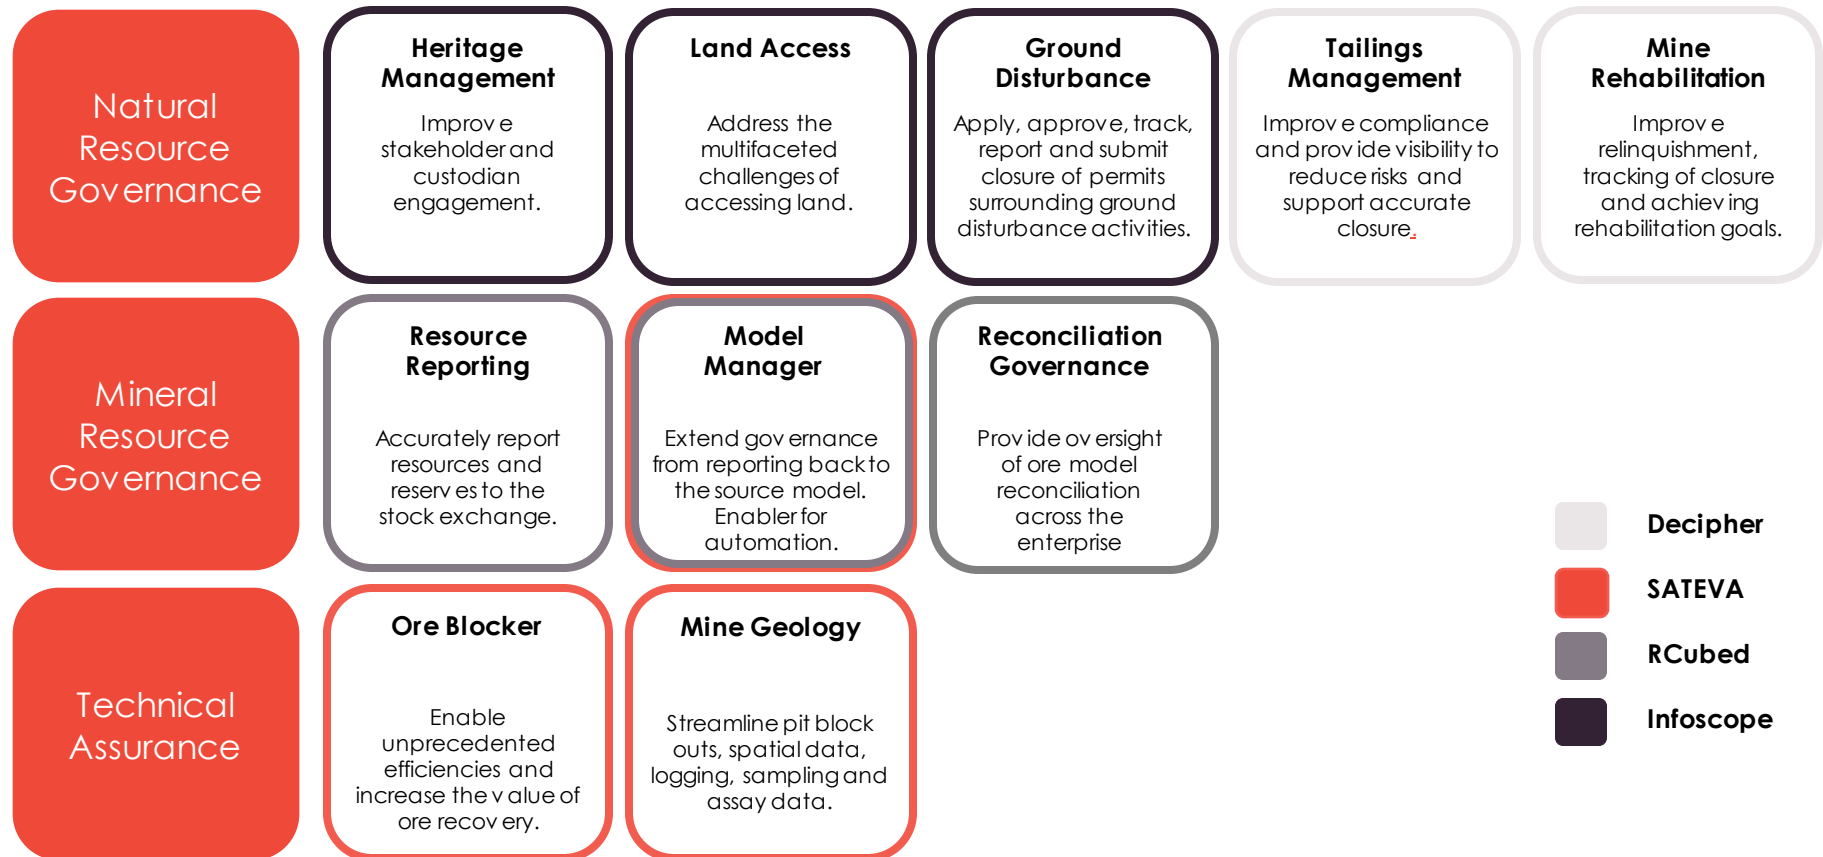 Natural
Resource
Governance
Heritage
Management
Improve
stakeholder and
custodian
engagement.
Land Access
Address the
multifaceted
challenges of
accessing land.
Ground
Disturbance
Apply, approve, track,
report and submit
closure of permits
surrounding ground
disturbance activities.
Tailings
Management
Improve compliance
and provide visibility to
reduce risks and
support accurate
closure.
Mine
Rehabilitation
Improve
relinquishment,
tracking of closure
and achieving
rehabilitation goals.
Mineral
Resource
Governance
Resource
Reporting
Accurately report
resources and
reserves to the
stock exchange.
Model
Manager
Extend governance
from reporting back to
the source model.
Enabler for
automation.
Reconciliation
Governance
Provide oversight
of ore model
reconciliation
across the
enterprise
Technical
Assurance
Ore Blocker
Enable
unprecedented
efficiencies and
increase the value of
ore recovery.
Mine Geology
Streamline pit block
outs, spatial data,
logging, sampling and
assay data.
Decipher
SATEVA
RCubed
Infoscope